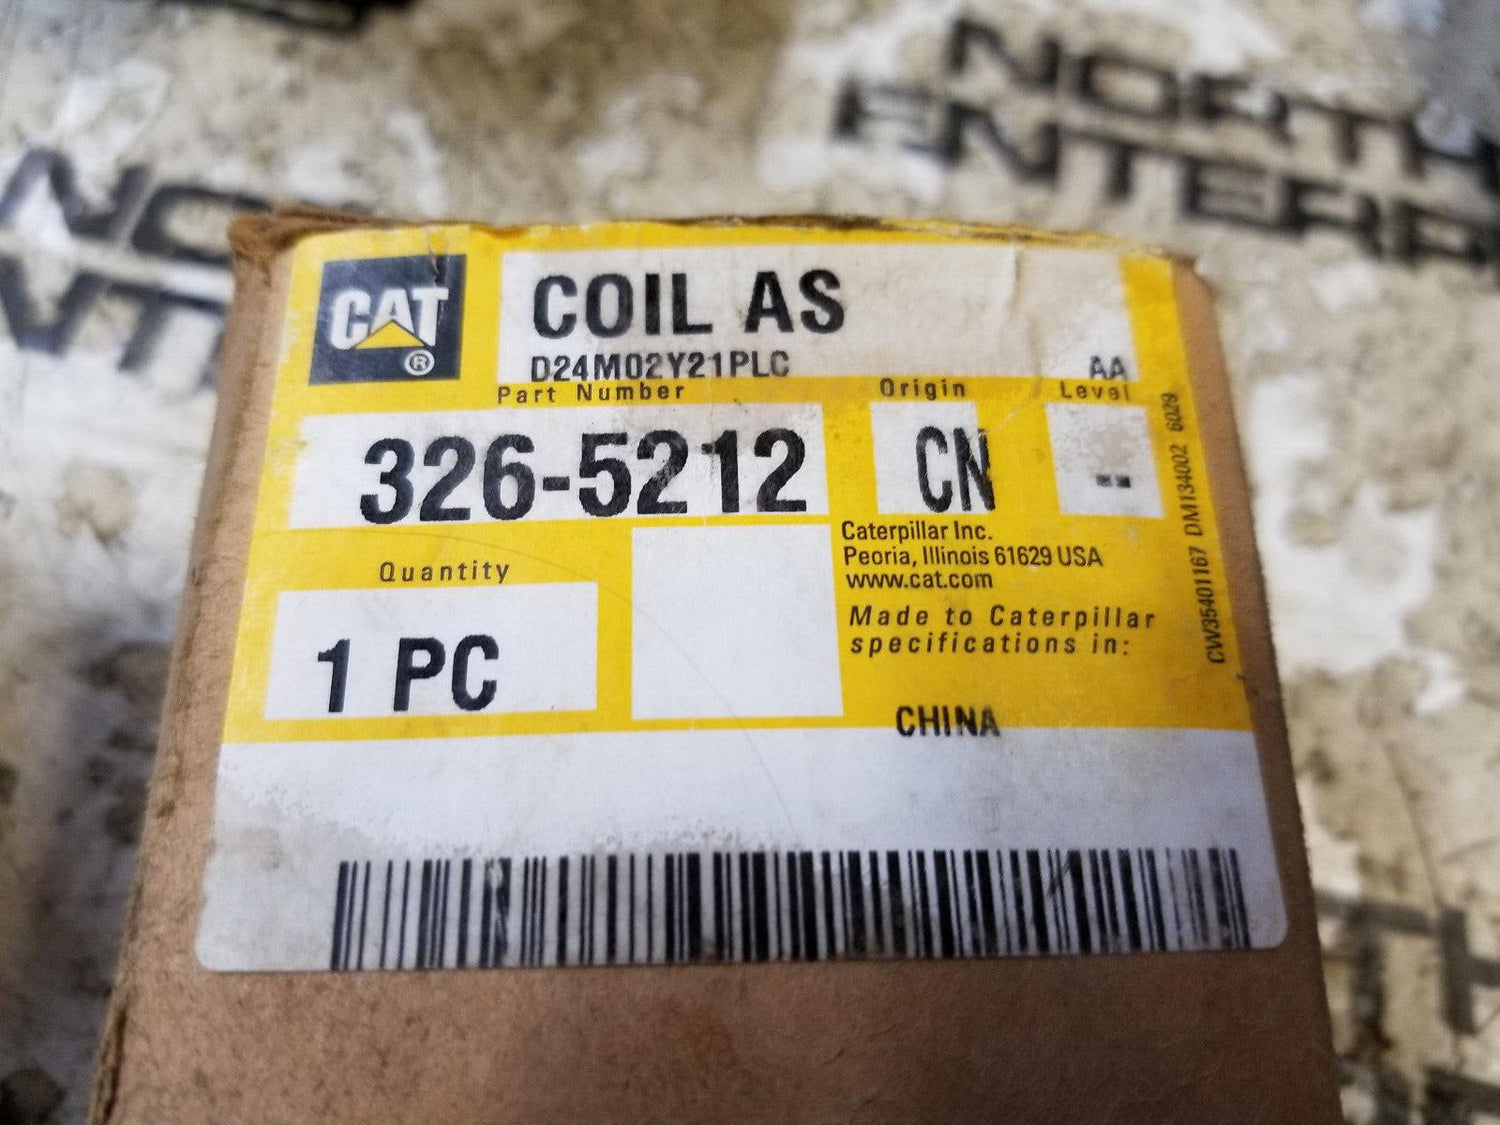 CAT ®
COIL AS
D24M02Y21PLC AA
Part Number Origin Level
326-5212 CN --
Caterpillar Inc.
Peoria, Illinois 61629 USA
www.cat.com
Made to Caterpillar
specifications in:
CHINA
Quantity
1 PC
CW35401167 DM134002 6029
NORTH